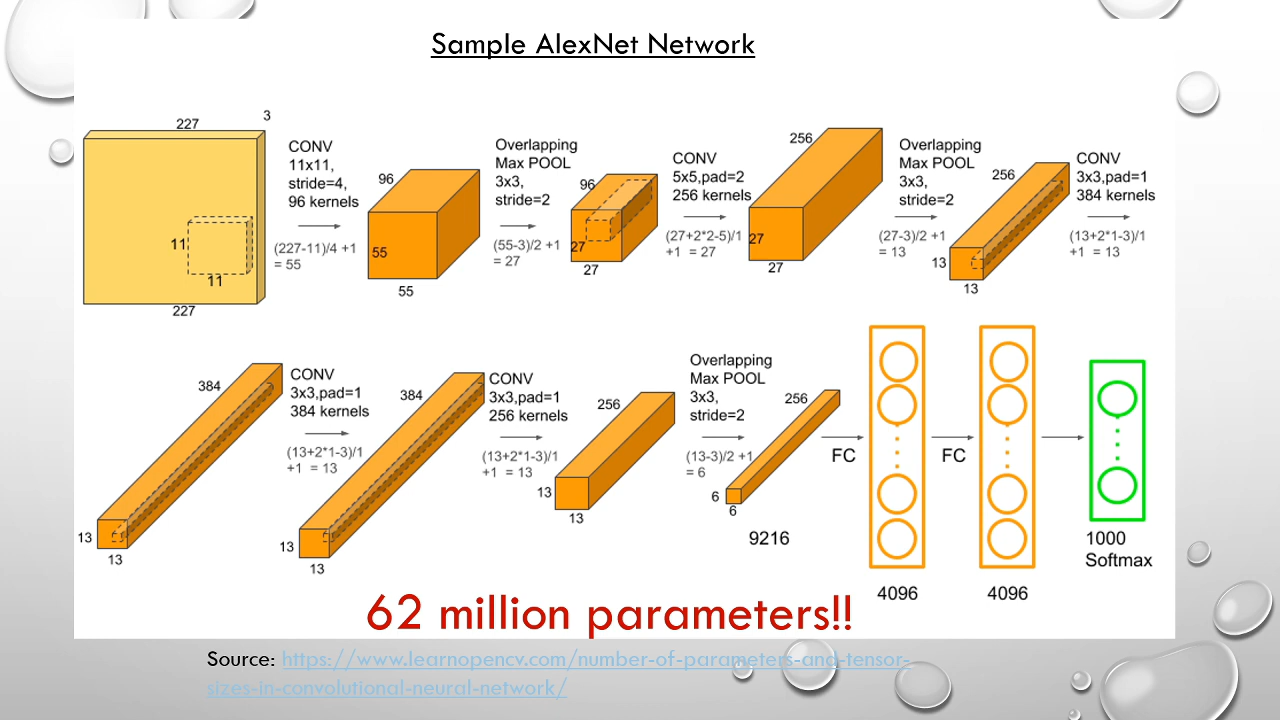 Sample AlexNet Network
227
3
11
11
227
CONV
11x11,
stride=4,
96 kernels
(227-11)/4 +1
= 55
96
55
55
Overlapping
Max POOL
3x3,
stride=2
(55-3)/2 +1
= 27
96
27
27
CONV
5x5,pad=2
256 kernels
(27+2*2-5)/1
+1 = 27
256
27
27
Overlapping
Max POOL
3x3,
stride=2
(27-3)/2 +1
= 13
256
13
13
CONV
3x3,pad=1
384 kernels
(13+2*1-3)/1
+1 = 13
384
13
13
CONV
3x3,pad=1
384 kernels
(13+2*1-3)/1
+1 = 13
384
13
13
CONV
3x3,pad=1
256 kernels
(13+2*1-3)/1
+1 = 13
256
13
13
Overlapping
Max POOL
3x3,
stride=2
(13-3)/2 +1
= 6
256
6
6
9216
FC
4096
FC
4096
1000
Softmax
62 million parameters!!
Source: https://www.learnopencv.com/number-of-parameters-and-tensor-
sizes-in-convolutional-neural-network/